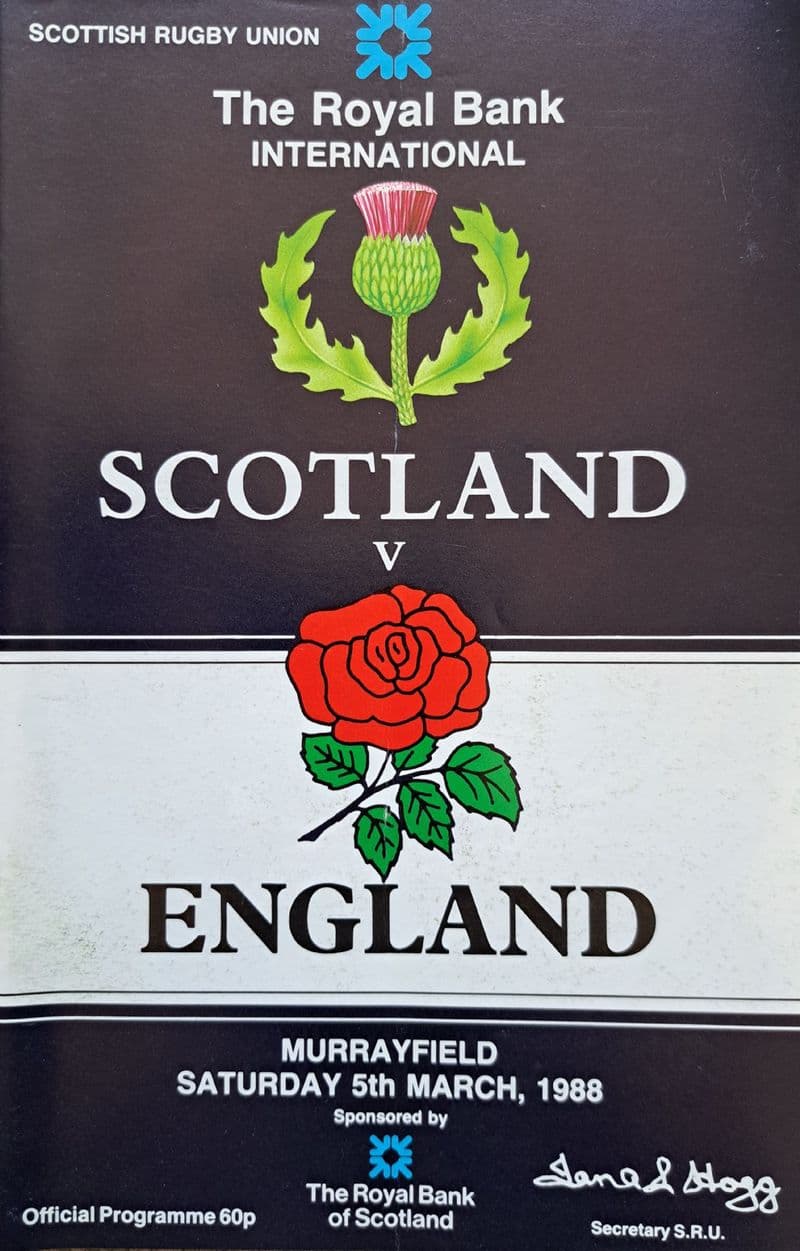 SCOTTISH RUGBY UNION
The Royal Bank
INTERNATIONAL
SCOTLAND
v
ENGLAND
MURRAYFIELD
SATURDAY 5th MARCH, 1988
Sponsored by
The Royal Bank
of Scotland
Official Programme 60p
Hogg
Secretary S.R.U.